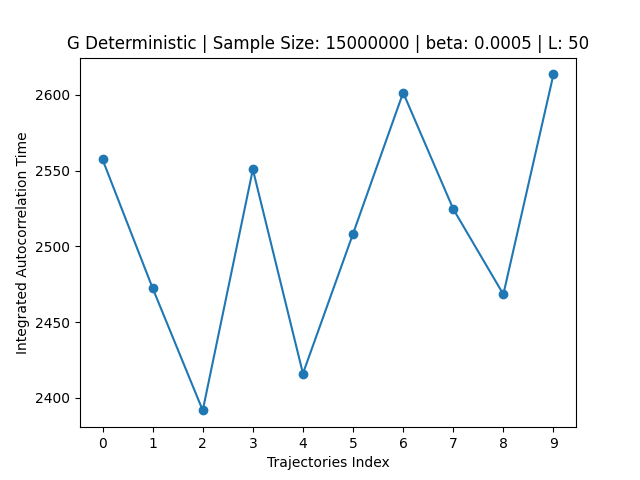 G Deterministic | Sample Size: 15000000 | beta: 0.0005 | L: 50
Integrated Autocorrelation Time
2600
2550
2500
2450
2400
0 1 2 3 4 5 6 7 8 9
Trajectories Index